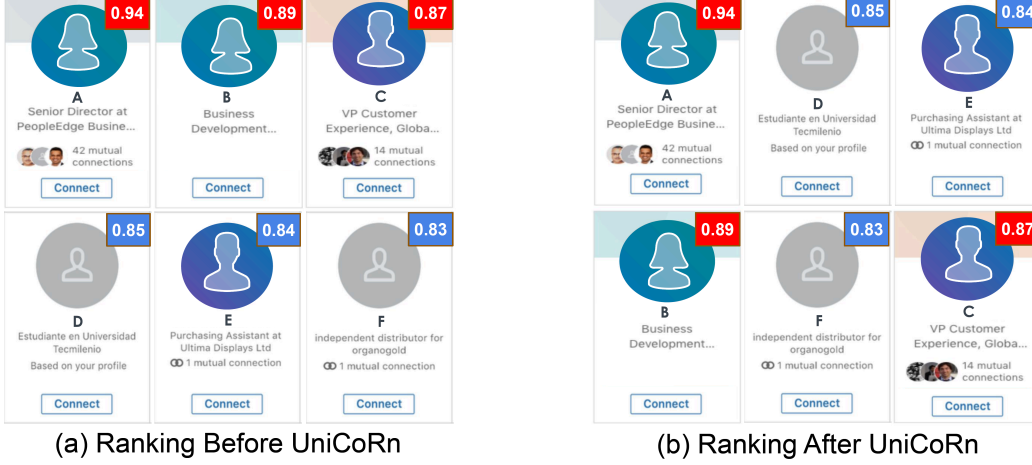 0.94
A
Senior Director at
PeopleEdge Busine...
42 mutual
connections
Connect
0.89
B
Business
Development...
Connect
0.87
C
VP Customer
Experience, Globa...
14 mutual
connections
Connect
0.85
D
Estudiante en Universidad
Tecmilenio
Based on your profile
Connect
0.84
E
Purchasing Assistant at
Ultima Displays Ltd
1 mutual connection
Connect
0.83
F
independent distributor for
organogold
1 mutual connection
Connect
(a) Ranking Before UniCoRn
0.94
A
Senior Director at
PeopleEdge Busine...
42 mutual
connections
Connect
0.85
D
Estudiante en Universidad
Tecmilenio
Based on your profile
Connect
0.84
E
Purchasing Assistant at
Ultima Displays Ltd
1 mutual connection
Connect
0.89
B
Business
Development...
Connect
0.83
F
independent distributor for
organogold
1 mutual connection
Connect
0.87
C
VP Customer
Experience, Globa...
14 mutual
connections
Connect
(b) Ranking After UniCoRn